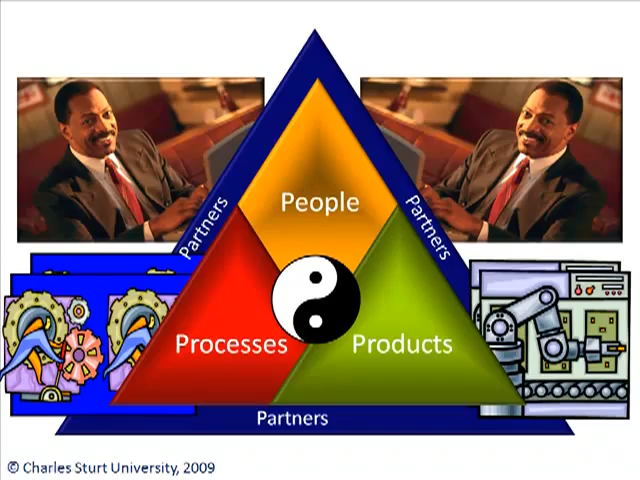 People
Partners
Partners
Processes
Products
Partners
© Charles Sturt University, 2009